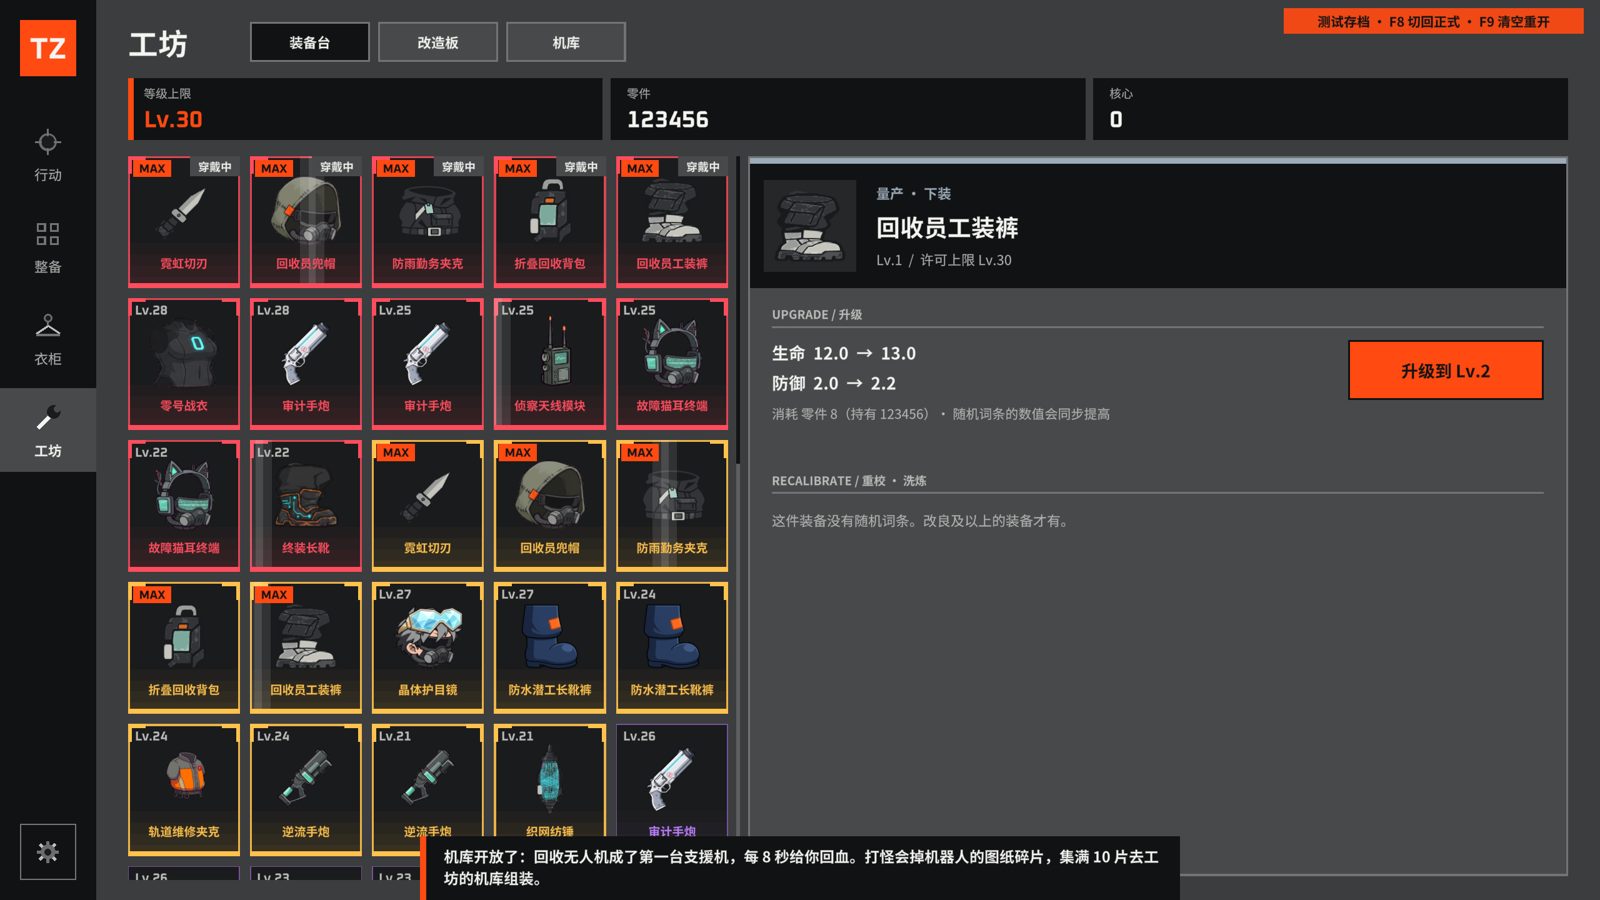 TZ
工坊
装备台
改造板
机库
测试存档 · F8 切回正式 · F9 清空重开
等级上限
Lv.30
零件
123456
核心
0
行动
整备
衣柜
工坊
MAX 穿戴中
霓虹切刃
MAX 穿戴中
回收员兜帽
MAX 穿戴中
防雨勤务夹克
MAX 穿戴中
折叠回收背包
MAX 穿戴中
回收员工装裤
Lv.28
零号战衣
Lv.28
审计手炮
Lv.25
审计手炮
Lv.25
侦察天线模块
Lv.25
故障猫耳终端
Lv.22
故障猫耳终端
Lv.22
终装长靴
MAX
霓虹切刃
MAX
回收员兜帽
MAX
防雨勤务夹克
MAX
折叠回收背包
MAX
回收员工装裤
Lv.27
晶体护目镜
Lv.27
防水潜工长靴裤
Lv.24
防水潜工长靴裤
Lv.24
轨道维修夹克
Lv.24
逆流手炮
Lv.21
逆流手炮
Lv.21
织网纺锤
Lv.26
审计手炮
Lv.26
Lv.23
Lv.23
量产 · 下装
回收员工装裤
Lv.1 / 许可上限 Lv.30
UPGRADE / 升级
生命 12.0 → 13.0
防御 2.0 → 2.2
消耗 零件 8（持有 123456） · 随机词条的数值会同步提高
升级到 Lv.2
RECALIBRATE / 重校 · 洗炼
这件装备没有随机词条。改良及以上的装备才有。
机库开放了：回收无人机成了第一台支援机，每 8 秒给你回血。打怪会掉机器人的图纸碎片，集满 10 片去工
坊的机库组装。